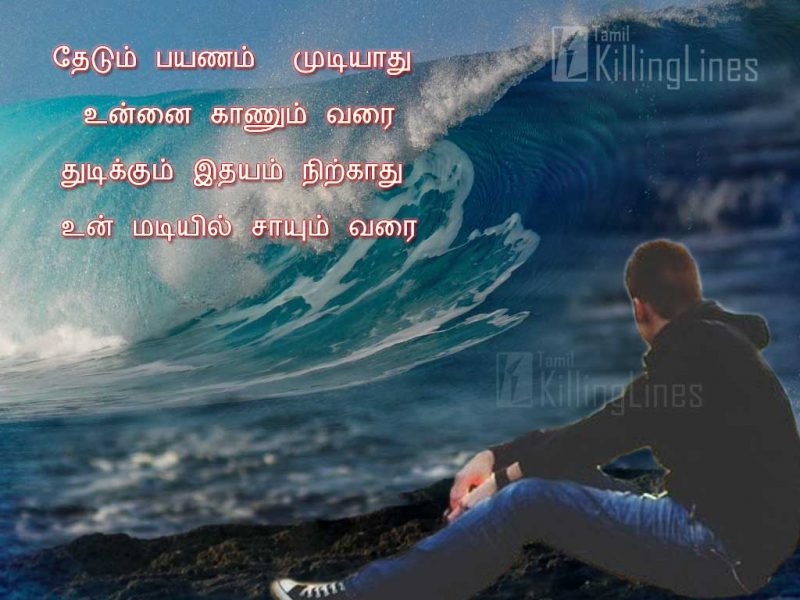 Tamil
KillingLines
தேடும் பயணம் முடியாது
உன்னை காணும் வரை
துடிக்கும் இதயம் நிற்காது
உன் மடியில் சாயும் வரை
Tamil
KillingLines